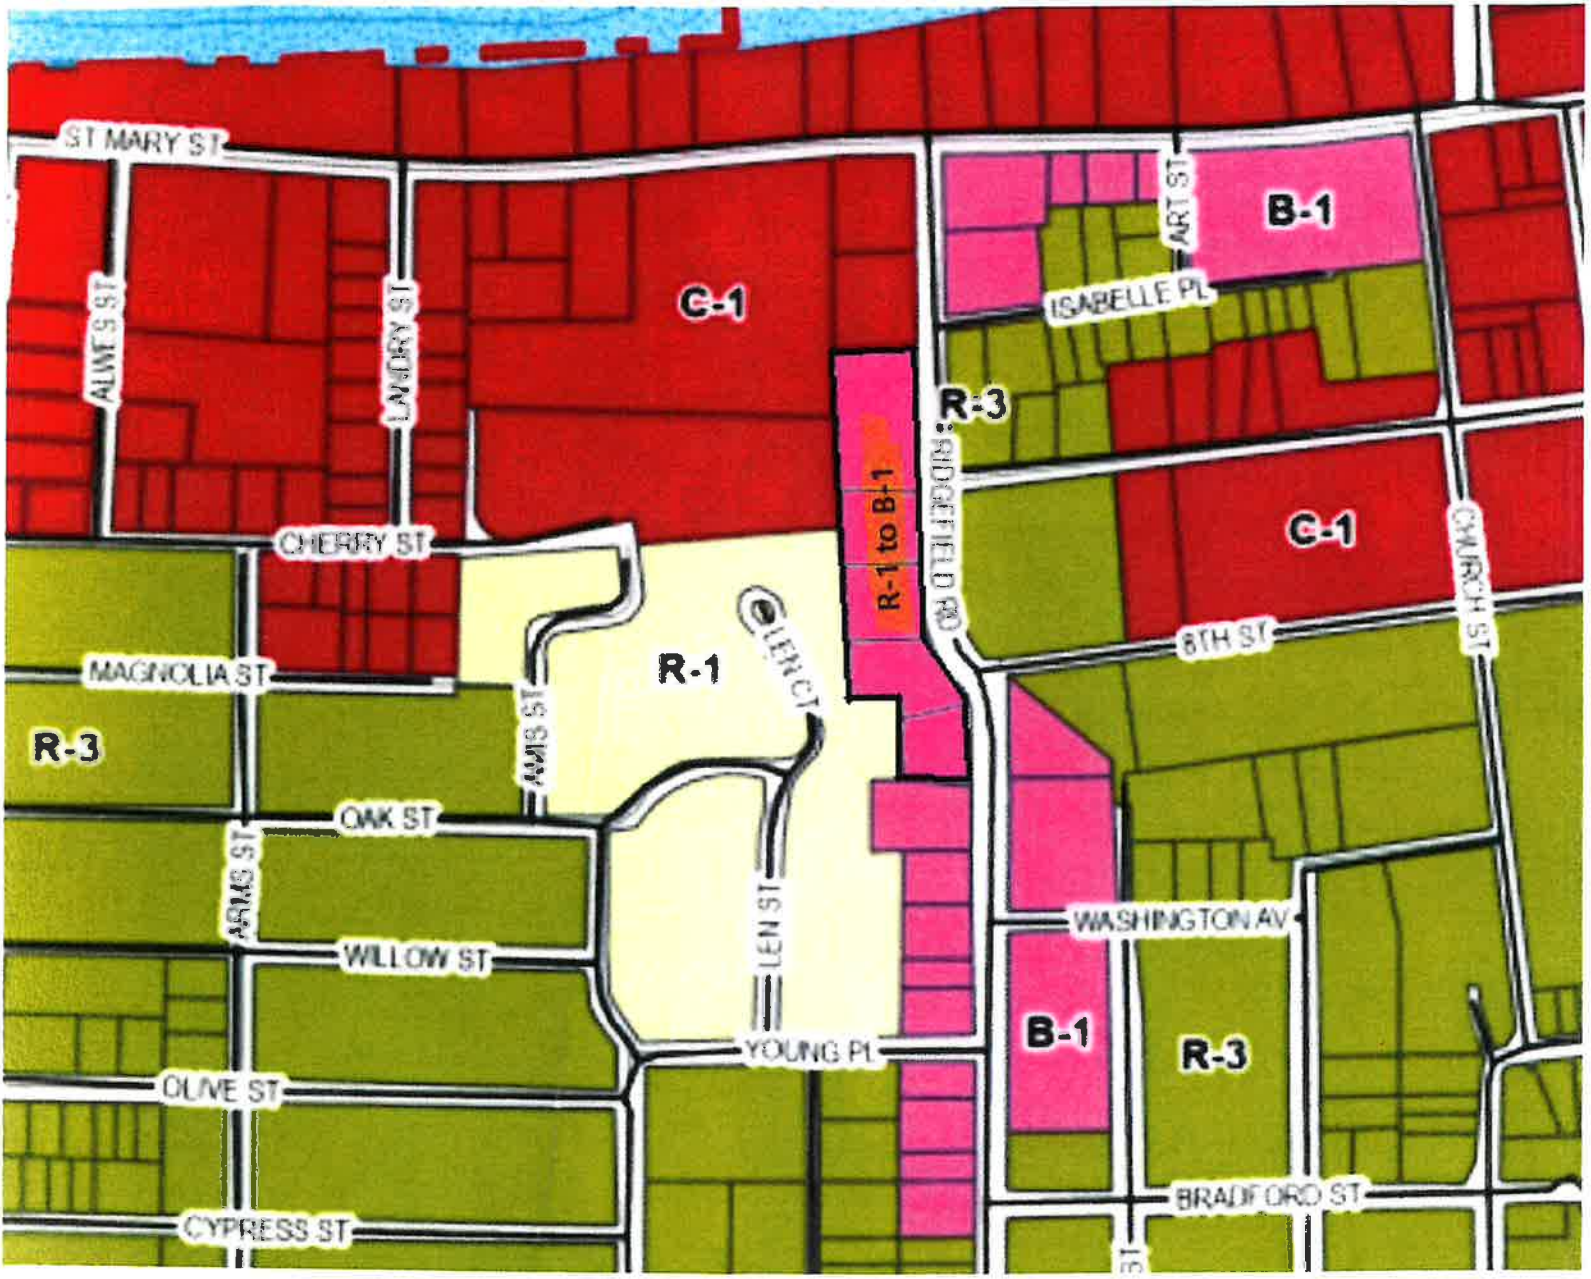 ST MARY ST
ART ST
B-1
ISABELLE PL
ALWES ST
LANDRY ST
C-1
R-3
RIDGEFIELD RD
R-1 to B-1
C-1
CHURCH ST
CHERRY ST
8TH ST
LEN CT
MAGNOLIA ST
R-1
AMIS ST
R-3
OAK ST
ARMS ST
LEN ST
WASHINGTON AV
WILLOW ST
B-1
R-3
YOUNG PL
OLIVE ST
BRADFORD ST
CYPRESS ST
ST